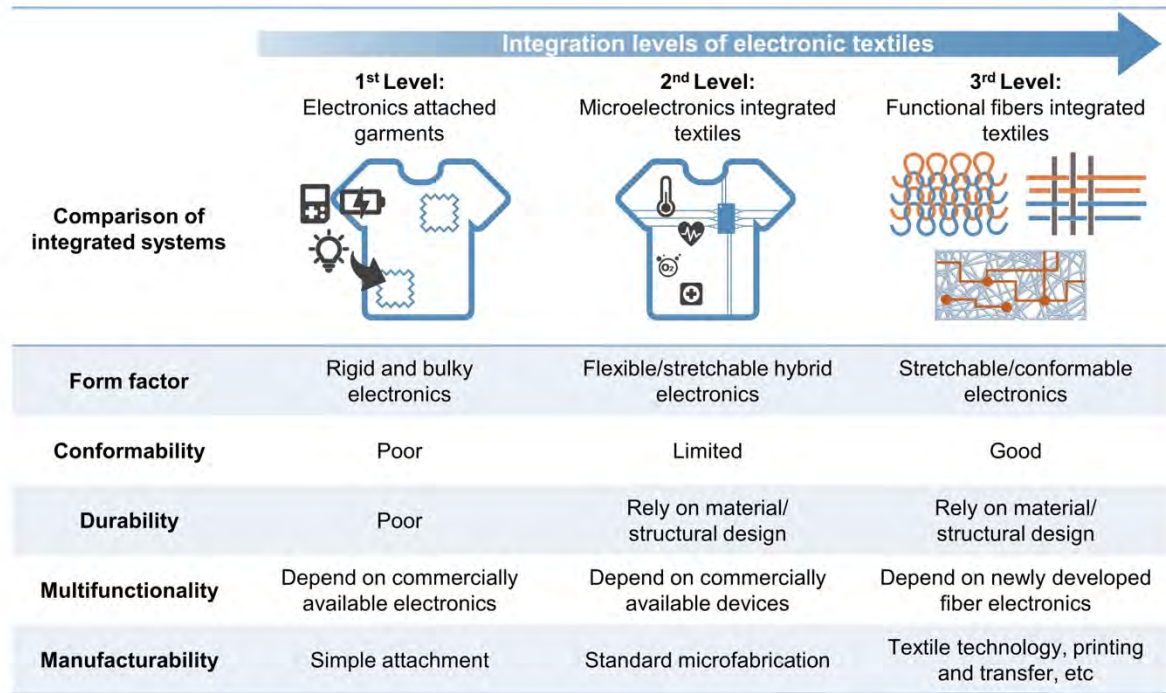 Integration levels of electronic textiles
1st Level:
Electronics attached
garments
2nd Level:
Microelectronics integrated
textiles
3rd Level:
Functional fibers integrated
textiles
Comparison of
integrated systems
O2
Form factor
Rigid and bulky
electronics
Flexible/stretchable hybrid
electronics
Stretchable/conformable
electronics
Conformability
Poor
Limited
Good
Durability
Poor
Rely on material/
structural design
Rely on material/
structural design
Multifunctionality
Depend on commercially
available electronics
Depend on commercially
available devices
Depend on newly developed
fiber electronics
Manufacturability
Simple attachment
Standard microfabrication
Textile technology, printing
and transfer, etc